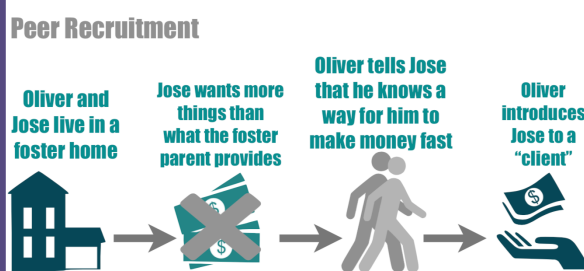 Peer Recruitment
Oliver and
Jose live in a
foster home
Jose wants more
things than
what the foster
parent provides
Oliver tells Jose
that he knows a
way for him to
make money fast
Oliver
introduces
Jose to a
“client”
$
$
$